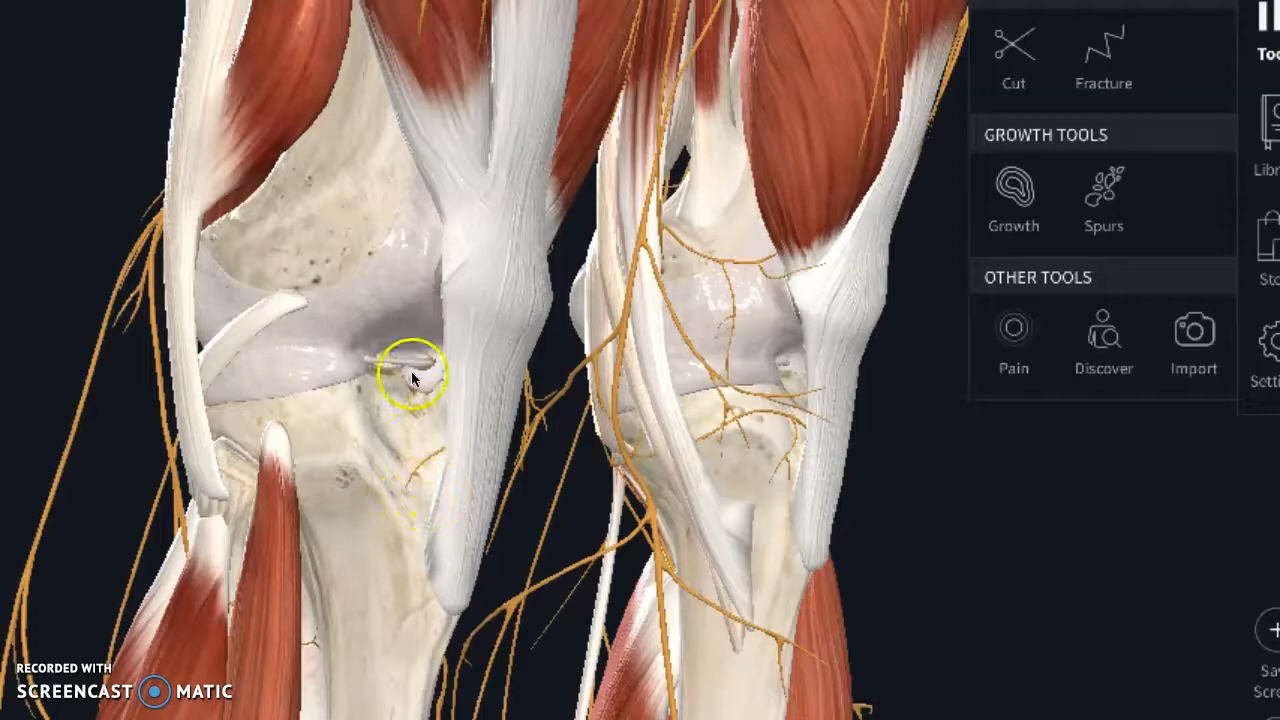 Cut Fracture
GROWTH TOOLS
Growth Spurs
OTHER TOOLS
Pain Discover Import
RECORDED WITH
SCREENCAST MATIC